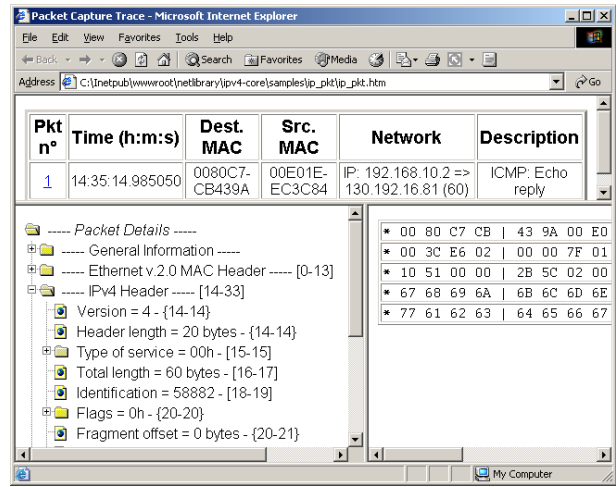 Packet Capture Trace - Microsoft Internet Explorer
File Edit View Favorites Tools Help
Back Search Favorites Media
Address C:\Inetpub\wwwroot\netlibrary\ipv4-core\samples\ip_pkt\ip_pkt.htm Go
Pkt n° Time (h:m:s) Dest. MAC Src. MAC Network Description
1 14:35:14.985050 0080C7-CB439A 00E01E-EC3C84 IP: 192.168.10.2 => 130.192.16.81 (60) ICMP: Echo reply
----- Packet Details -----
----- General Information -----
----- Ethernet v.2.0 MAC Header ----- [0-13]
----- IPv4 Header ----- [14-33]
Version = 4 - {14-14}
Header length = 20 bytes - {14-14}
Type of service = 00h - [15-15]
Total length = 60 bytes - [16-17]
Identification = 58882 - [18-19]
Flags = 0h - {20-20}
Fragment offset = 0 bytes - {20-21}
* 00 80 C7 CB | 43 9A 00 E0
* 00 3C E6 02 | 00 00 7F 01
* 10 51 00 00 | 2B 5C 02 00
* 67 68 69 6A | 6B 6C 6D 6E
* 77 61 62 63 | 64 65 66 67
My Computer